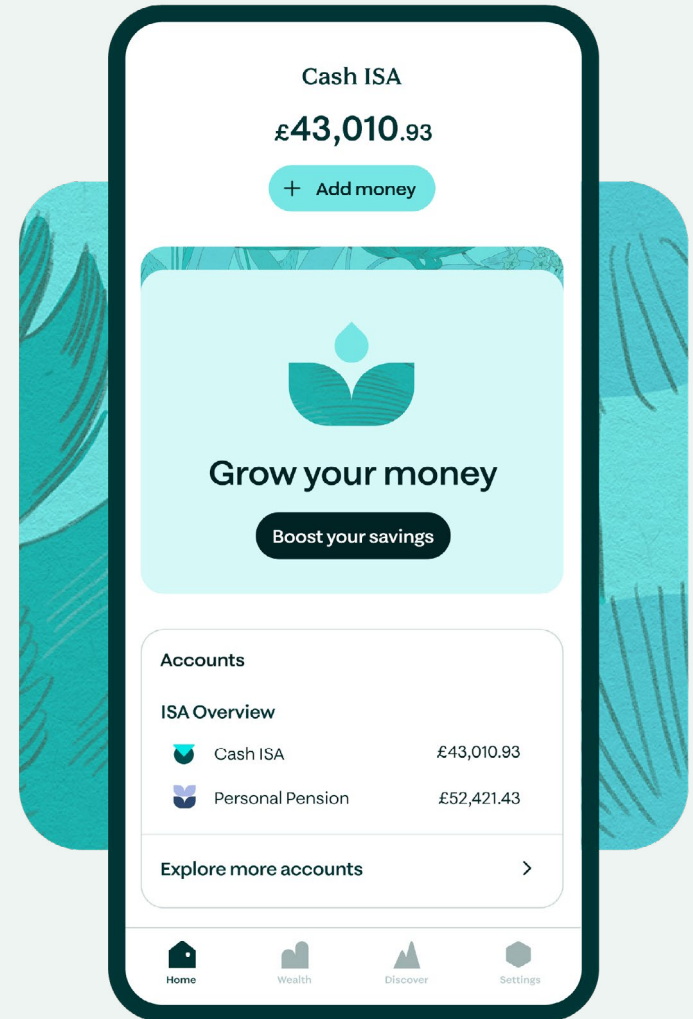 Cash ISA
£43,010.93
+ Add money
Grow your money
Boost your savings
Accounts
ISA Overview
Cash ISA £43,010.93
Personal Pension £52,421.43
Explore more accounts
Home Wealth Discover Settings